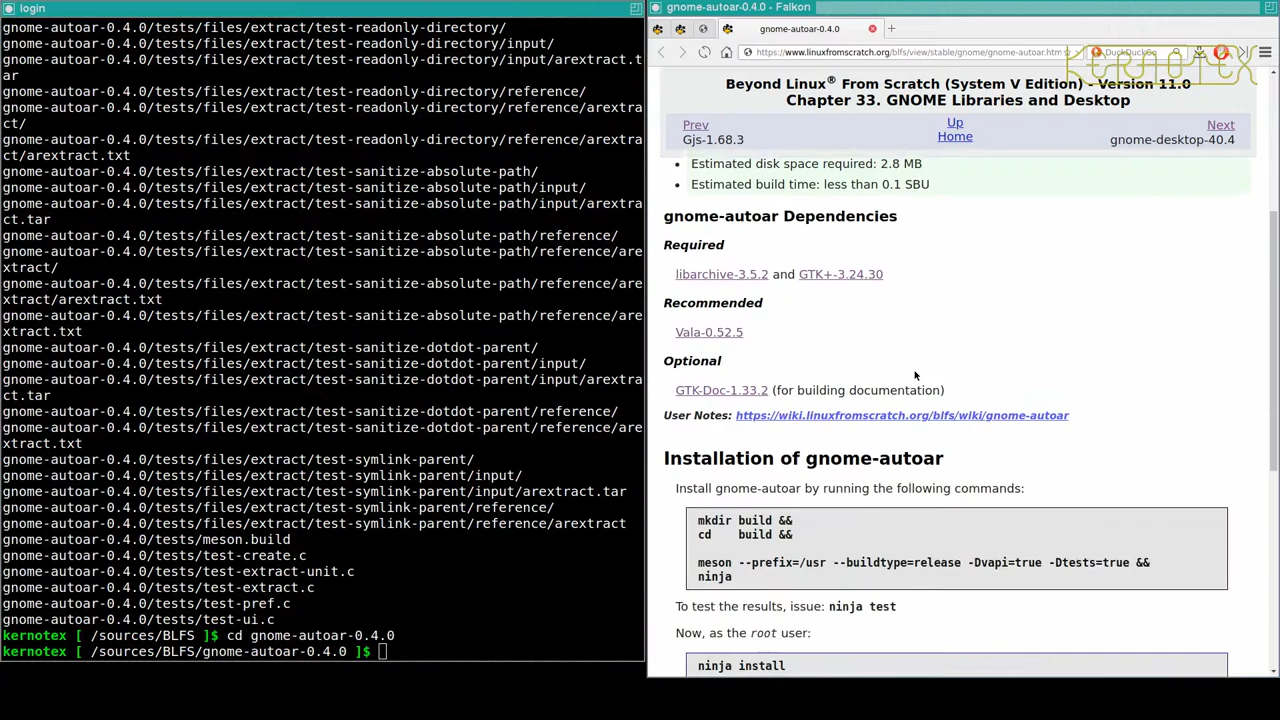 login
gnome-autoar-0.4.0/tests/files/extract/test-readonly-directory/
gnome-autoar-0.4.0/tests/files/extract/test-readonly-directory/input/
gnome-autoar-0.4.0/tests/files/extract/test-readonly-directory/input/arextract.t
ar
gnome-autoar-0.4.0/tests/files/extract/test-readonly-directory/reference/
gnome-autoar-0.4.0/tests/files/extract/test-readonly-directory/reference/arextra
ct/
gnome-autoar-0.4.0/tests/files/extract/test-readonly-directory/reference/arextra
ct/arextract.txt
gnome-autoar-0.4.0/tests/files/extract/test-sanitize-absolute-path/
gnome-autoar-0.4.0/tests/files/extract/test-sanitize-absolute-path/input/
gnome-autoar-0.4.0/tests/files/extract/test-sanitize-absolute-path/input/arextra
ct.tar
gnome-autoar-0.4.0/tests/files/extract/test-sanitize-absolute-path/reference/
gnome-autoar-0.4.0/tests/files/extract/test-sanitize-absolute-path/reference/are
xtract/
gnome-autoar-0.4.0/tests/files/extract/test-sanitize-absolute-path/reference/are
xtract/arextract.txt
gnome-autoar-0.4.0/tests/files/extract/test-sanitize-absolute-path/reference/are
xtract.txt
gnome-autoar-0.4.0/tests/files/extract/test-sanitize-dotdot-parent/
gnome-autoar-0.4.0/tests/files/extract/test-sanitize-dotdot-parent/input/
gnome-autoar-0.4.0/tests/files/extract/test-sanitize-dotdot-parent/input/arextra
ct.tar
gnome-autoar-0.4.0/tests/files/extract/test-sanitize-dotdot-parent/reference/
gnome-autoar-0.4.0/tests/files/extract/test-sanitize-dotdot-parent/reference/are
xtract.txt
gnome-autoar-0.4.0/tests/files/extract/test-symlink-parent/
gnome-autoar-0.4.0/tests/files/extract/test-symlink-parent/input/
gnome-autoar-0.4.0/tests/files/extract/test-symlink-parent/input/arextract.tar
gnome-autoar-0.4.0/tests/files/extract/test-symlink-parent/reference/
gnome-autoar-0.4.0/tests/files/extract/test-symlink-parent/reference/arextract
gnome-autoar-0.4.0/tests/meson.build
gnome-autoar-0.4.0/tests/test-create.c
gnome-autoar-0.4.0/tests/test-extract-unit.c
gnome-autoar-0.4.0/tests/test-extract.c
gnome-autoar-0.4.0/tests/test-pref.c
gnome-autoar-0.4.0/tests/test-ui.c
kernotex [ /sources/BLFS ]$ cd gnome-autoar-0.4.0
kernotex [ /sources/BLFS/gnome-autoar-0.4.0 ]$
gnome-autoar-0.4.0 - Falkon
gnome-autoar-0.4.0
https://www.linuxfromscratch.org/blfs/view/stable/gnome/gnome-autoar.htm
DuckDuckGo
KERNOTEX
Beyond Linux® From Scratch (System V Edition) - Version 11.0
Chapter 33. GNOME Libraries and Desktop
Prev Up Next
Gjs-1.68.3 Home gnome-desktop-40.4
• Estimated disk space required: 2.8 MB
• Estimated build time: less than 0.1 SBU
gnome-autoar Dependencies
Required
libarchive-3.5.2 and GTK+-3.24.30
Recommended
Vala-0.52.5
Optional
GTK-Doc-1.33.2 (for building documentation)
User Notes: https://wiki.linuxfromscratch.org/blfs/wiki/gnome-autoar
Installation of gnome-autoar
Install gnome-autoar by running the following commands:
mkdir build &&
cd    build &&
meson --prefix=/usr --buildtype=release -Dvapi=true -Dtests=true &&
ninja
To test the results, issue: ninja test
Now, as the root user:
ninja install